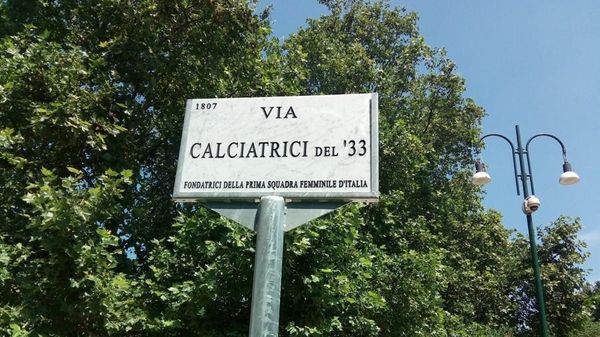 1807
VIA
CALCIATRICI DEL '33
FONDATRICI DELLA PRIMA SQUADRA FEMMINILE D'ITALIA